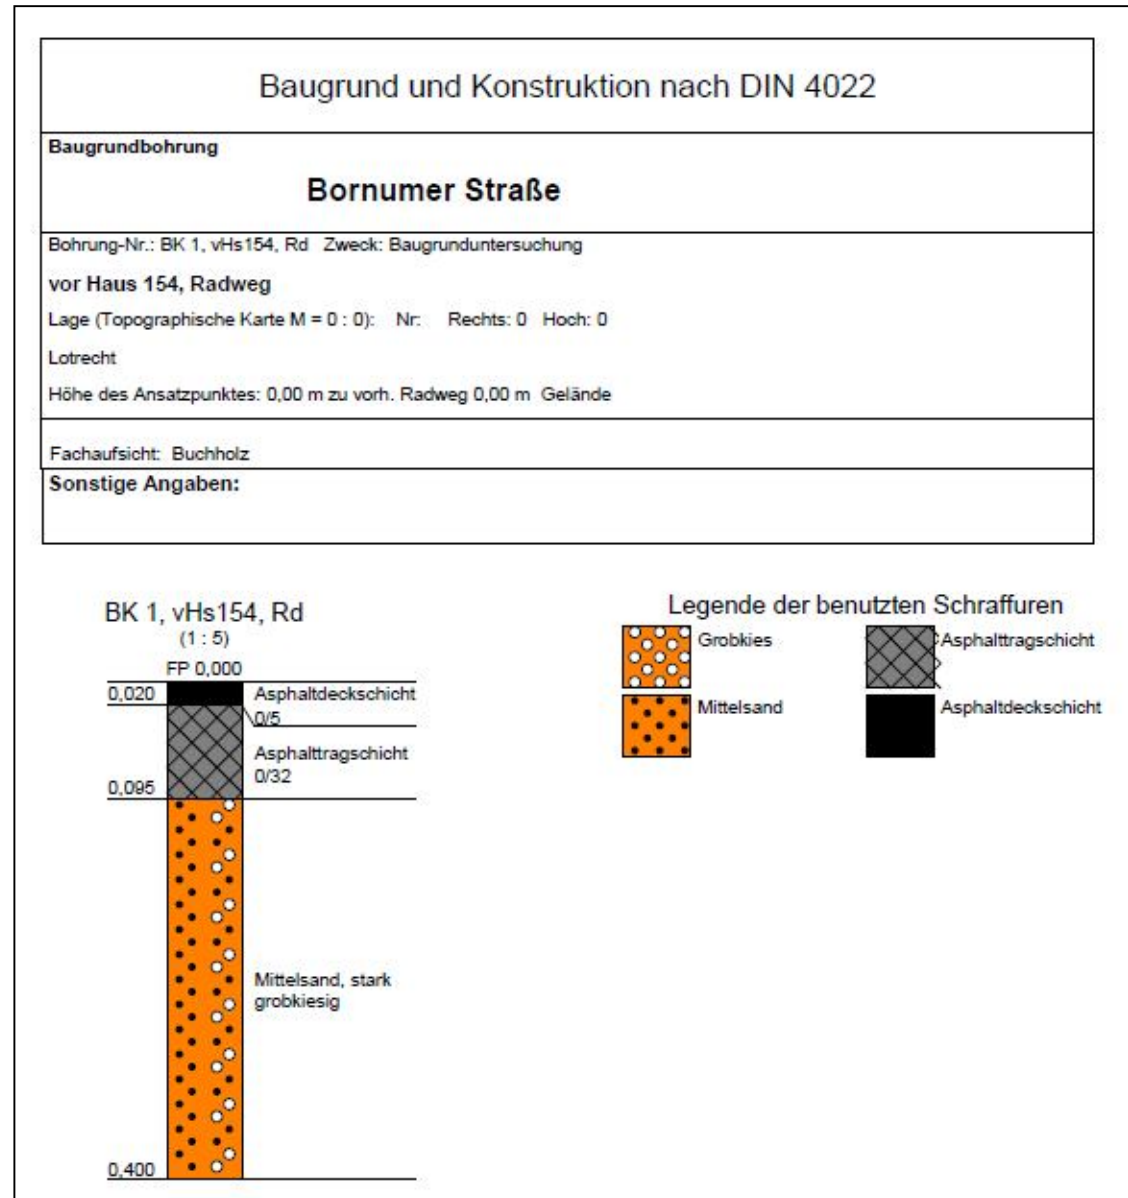 Baugrund und Konstruktion nach DIN 4022
Baugrundbohrung
Bornumer Straße
Bohrung-Nr.: BK 1, vHs154, Rd Zweck: Baugrunduntersuchung
vor Haus 154, Radweg
Lage (Topographische Karte M = 0 : 0): Nr: Rechts: 0 Hoch: 0
Lotrecht
Höhe des Ansatzpunktes: 0,00 m zu vorh. Radweg 0,00 m Gelände
Fachaufsicht: Buchholz
Sonstige Angaben:
BK 1, vHs154, Rd
(1 : 5)
FP 0,000
0,020
Asphaltdeckschicht
0/5
Asphalttragschicht
0/32
0,095
Mittelsand, stark
grobkiesig
0,400
Legende der benutzten Schraffuren
Grobkies
Asphalttragschicht
Mittelsand
Asphaltdeckschicht